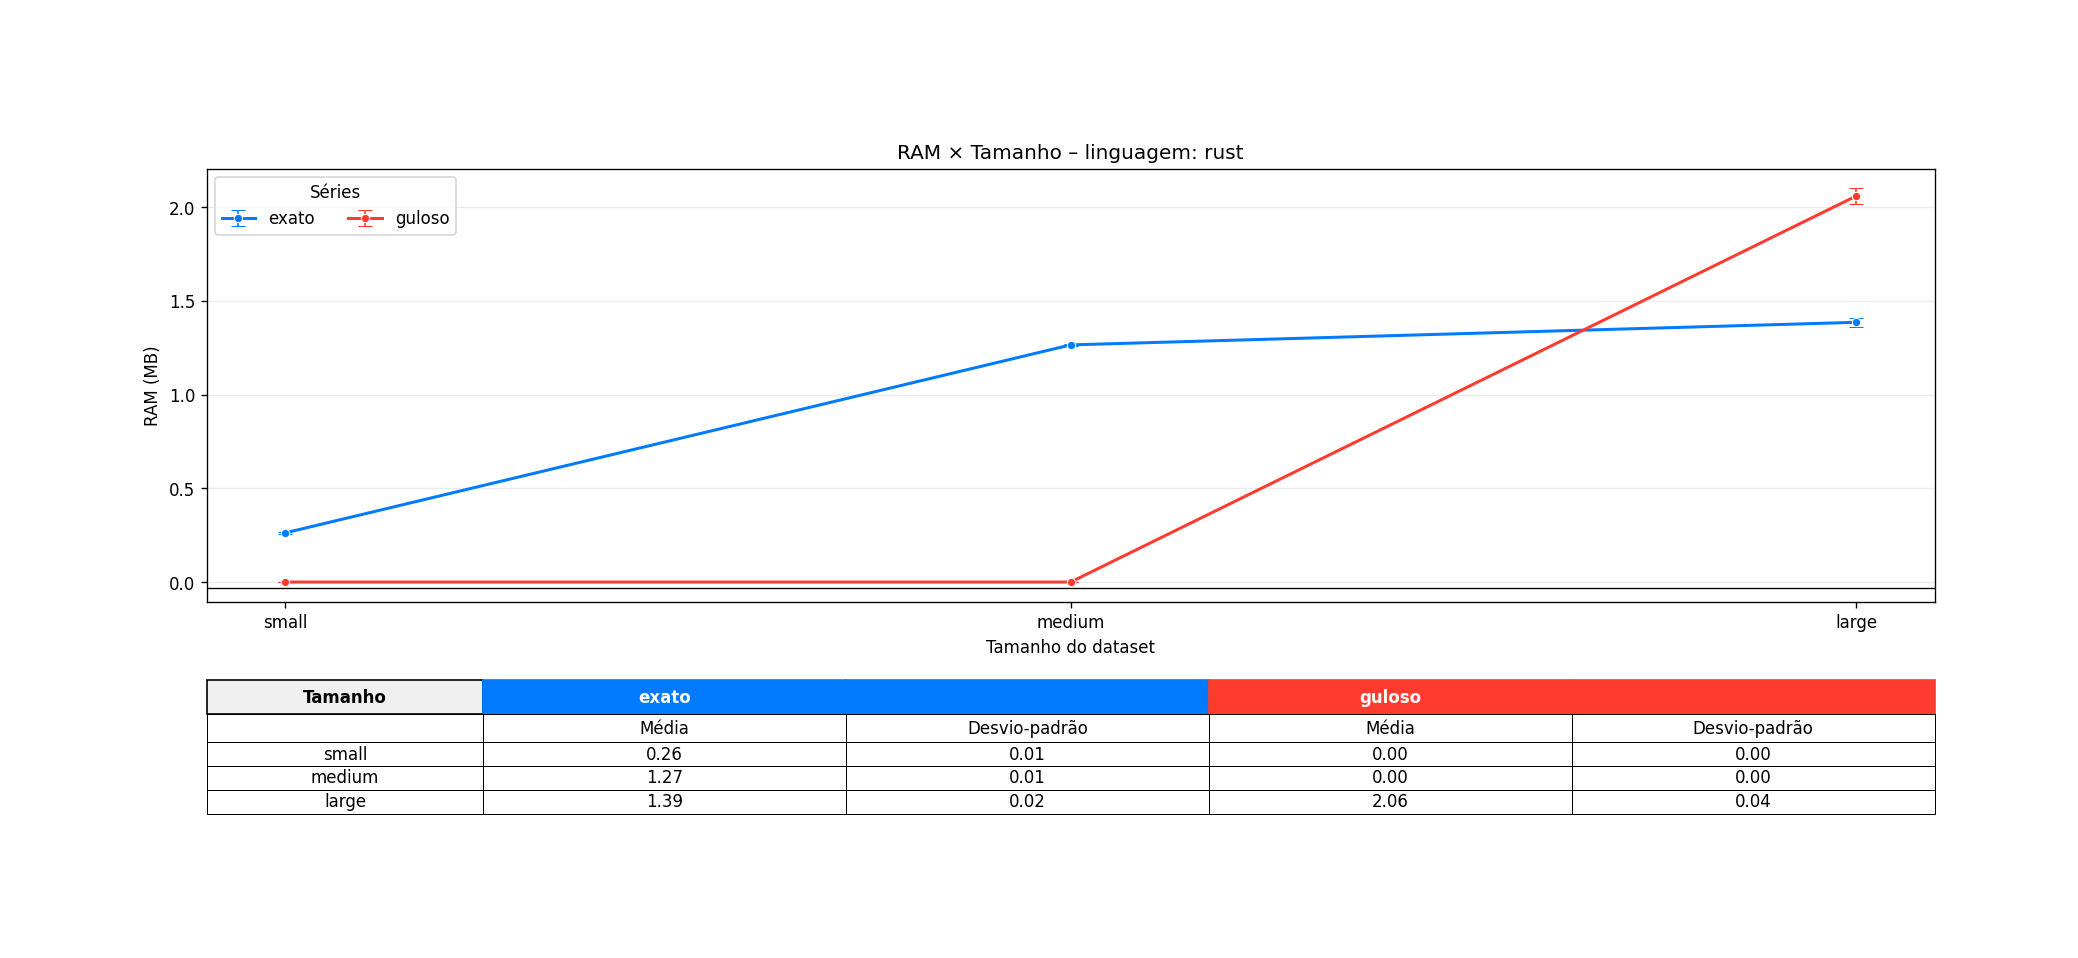 RAM × Tamanho – linguagem: rust
Séries
exato guloso
2.0
1.5
1.0
0.5
0.0
RAM (MB)
small medium large
Tamanho do dataset
Tamanho exato guloso
Média Desvio-padrão Média Desvio-padrão
small 0.26 0.01 0.00 0.00
medium 1.27 0.01 0.00 0.00
large 1.39 0.02 2.06 0.04